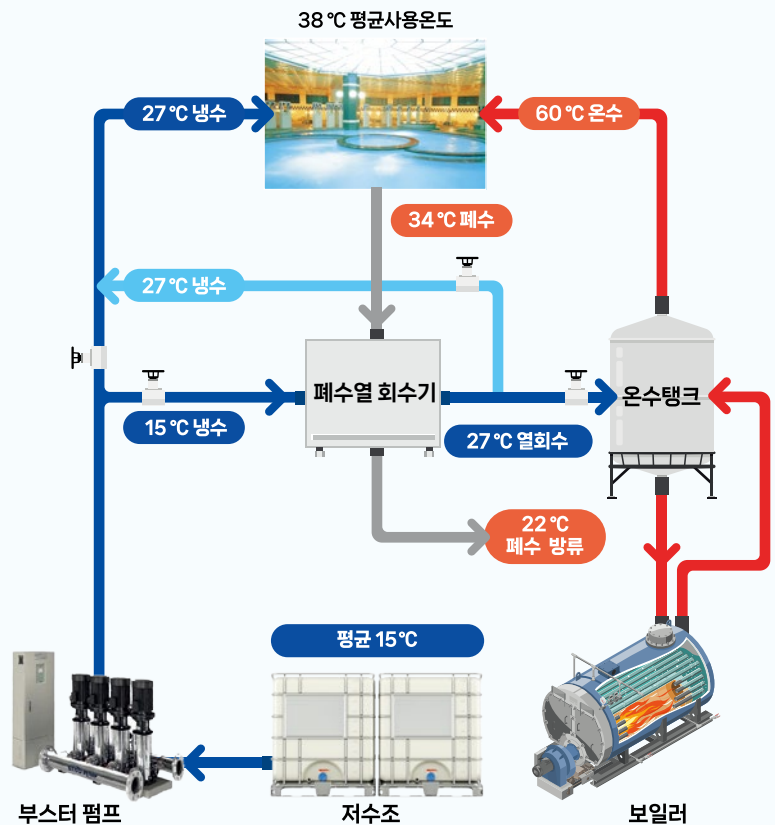 38 ℃ 평균사용온도
27 ℃ 냉수
60 ℃ 온수
34 ℃ 폐수
27 ℃ 냉수
폐수열 회수기
온수탱크
15 ℃ 냉수
27 ℃ 열회수
22 ℃
폐수 방류
평균 15℃
부스터 펌프
저수조
보일러